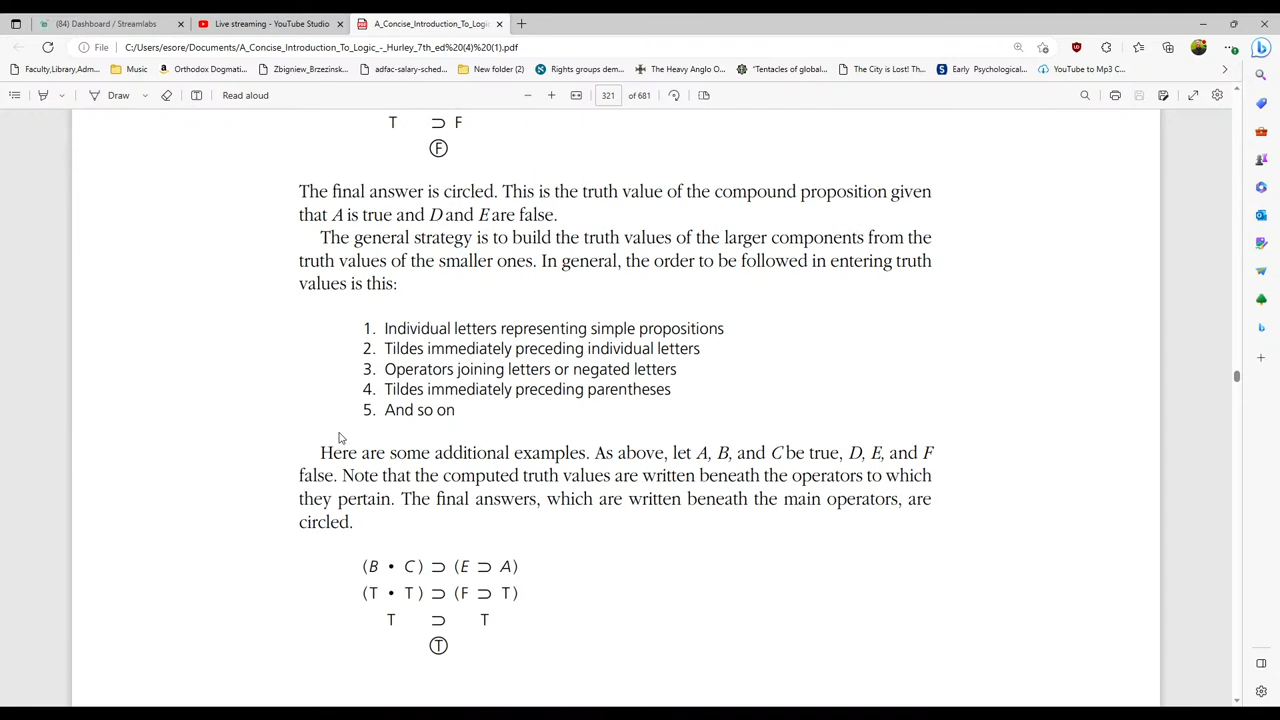 (84) Dashboard / Streamlabs
Live streaming - YouTube Studio
A_Concise_Introduction_To_Logi
File
C:/Users/esore/Documents/A_Concise_Introduction_To_Logic_-_Hurley_7th_ed%20(4)%20(1).pdf
Faculty,Library,Adm...
Music
Orthodox Dogmati...
Zbigniew_Brzezinsk...
adfac-salary-sched...
New folder (2)
Rights groups dem...
The Heavy Anglo O...
"Tentacles of global...
The City is Lost! Th...
Early Psychological...
YouTube to Mp3 C...
Draw
Read aloud
321 of 681
T ⊃ F
F
The final answer is circled. This is the truth value of the compound proposition given
that A is true and D and E are false.
The general strategy is to build the truth values of the larger components from the
truth values of the smaller ones. In general, the order to be followed in entering truth
values is this:
1. Individual letters representing simple propositions
2. Tildes immediately preceding individual letters
3. Operators joining letters or negated letters
4. Tildes immediately preceding parentheses
5. And so on
Here are some additional examples. As above, let A, B, and C be true, D, E, and F
false. Note that the computed truth values are written beneath the operators to which
they pertain. The final answers, which are written beneath the main operators, are
circled.
(B • C) ⊃ (E ⊃ A)
(T • T) ⊃ (F ⊃ T)
T ⊃ T
T